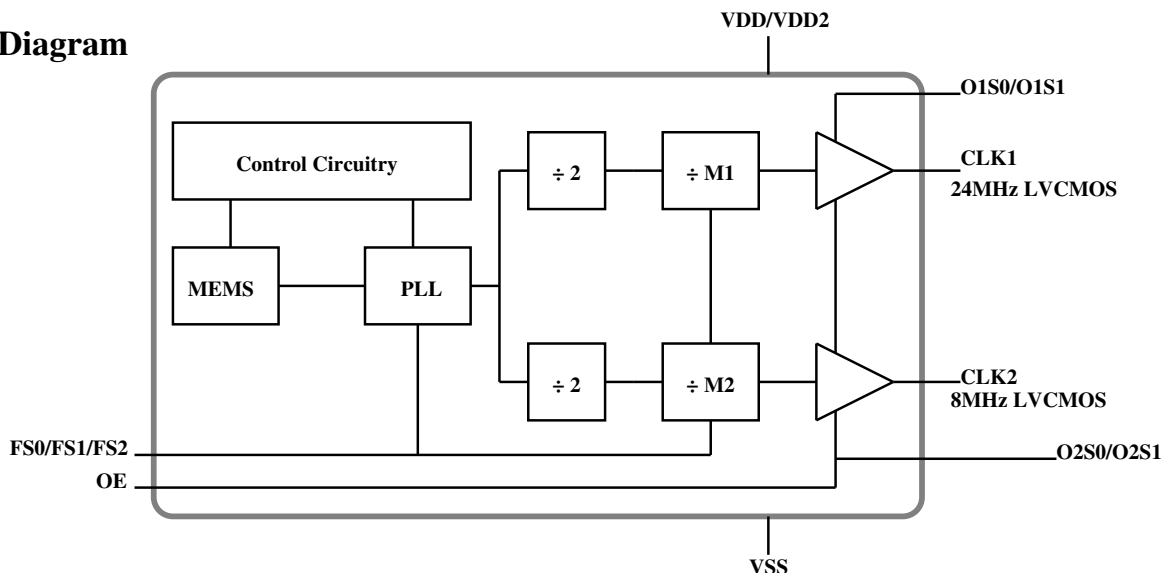 VDD/VDD2
Diagram
O1S0/O1S1
Control Circuitry
÷ 2
÷ M1
CLK1
24MHz LVCMOS
MEMS
PLL
÷ 2
÷ M2
CLK2
8MHz LVCMOS
FS0/FS1/FS2
O2S0/O2S1
OE
VSS